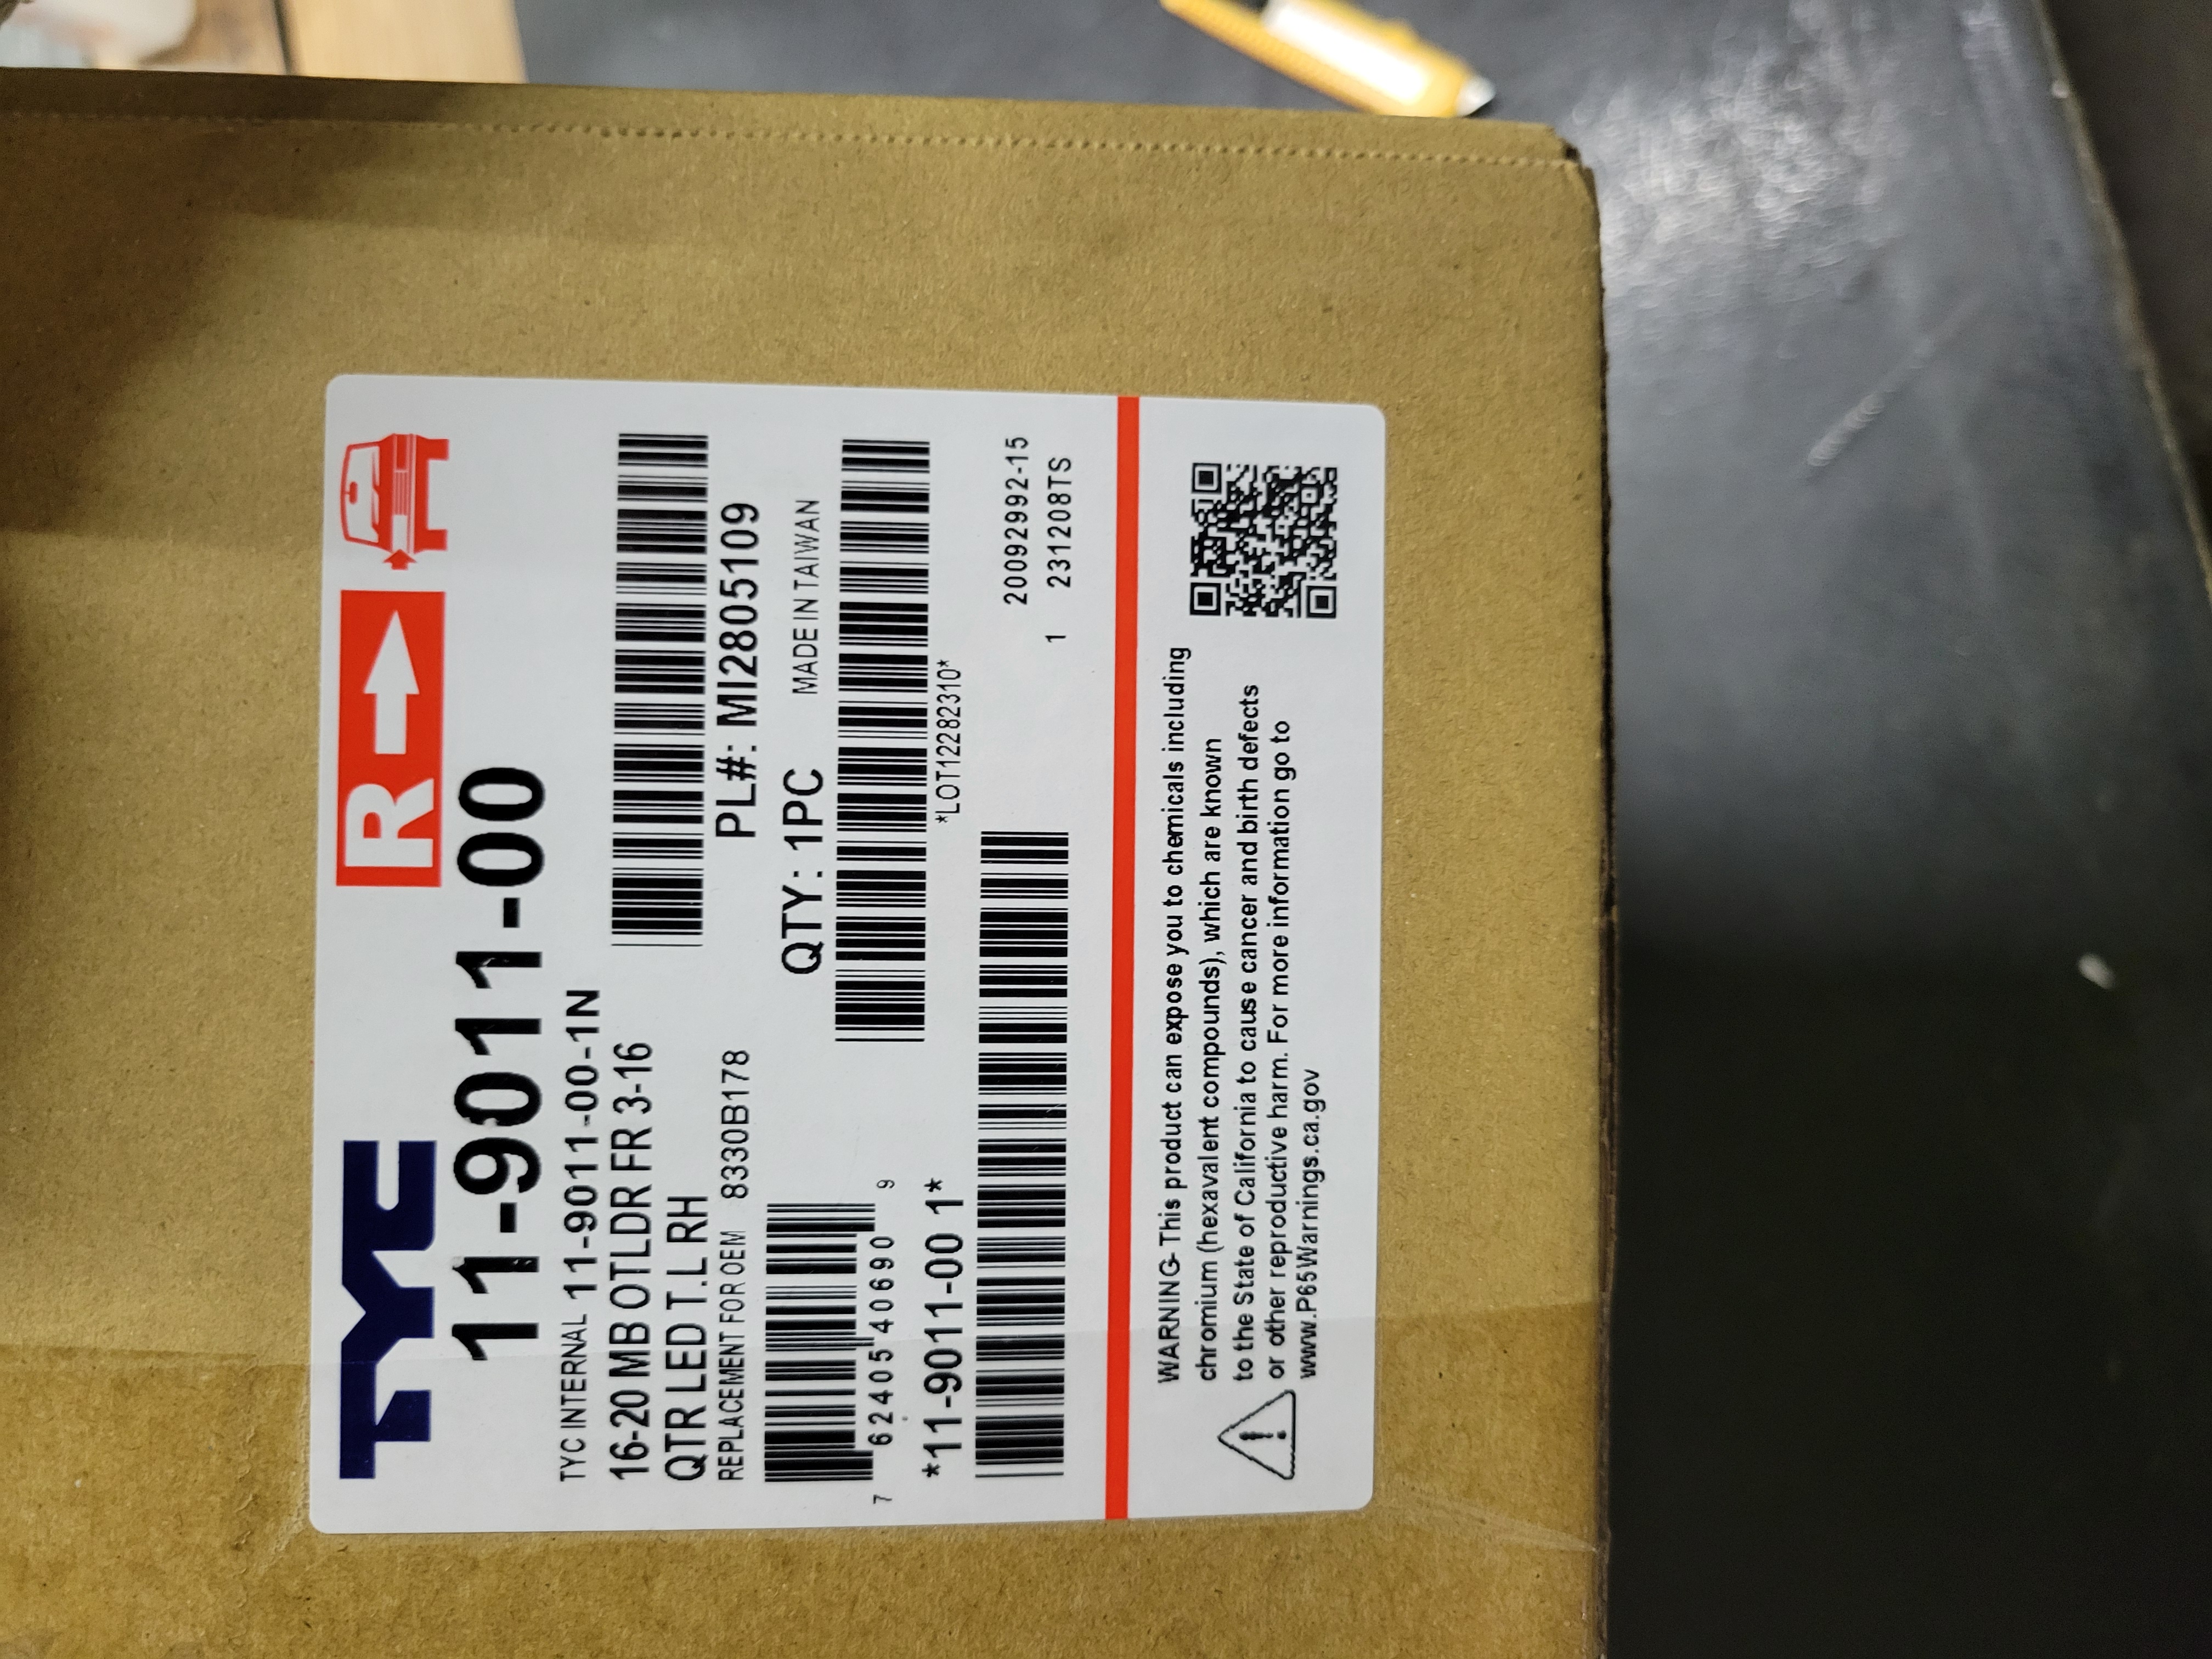 TYC R
11-9011-00
TYC INTERNAL 11-9011-00-1N
16-20 MB OTLDR FR 3-16
QTR LED T.L RH
REPLACEMENT FOR OEM 8330B178
PL#: MI2805109
QTY: 1PC MADE IN TAIWAN
7 62405 40690 9
*LOT12282310*
*11-9011-00 1*
20092992-15
1 231208TS
WARNING- This product can expose you to chemicals including
chromium (hexavalent compounds), which are known
to the State of California to cause cancer and birth defects
or other reproductive harm. For more information go to
www.P65Warnings.ca.gov